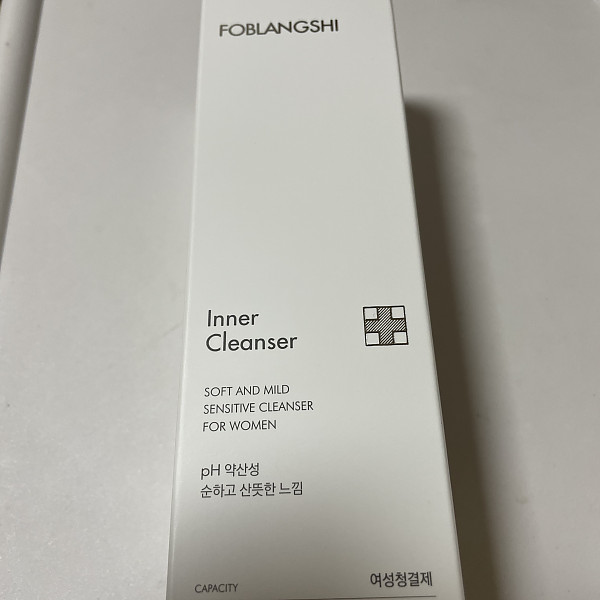 FOBLANGSHI
Inner
Cleanser
SOFT AND MILD
SENSITIVE CLEANSER
FOR WOMEN
pH 약산성
순하고 산뜻한 느낌
CAPACITY
여성청결제